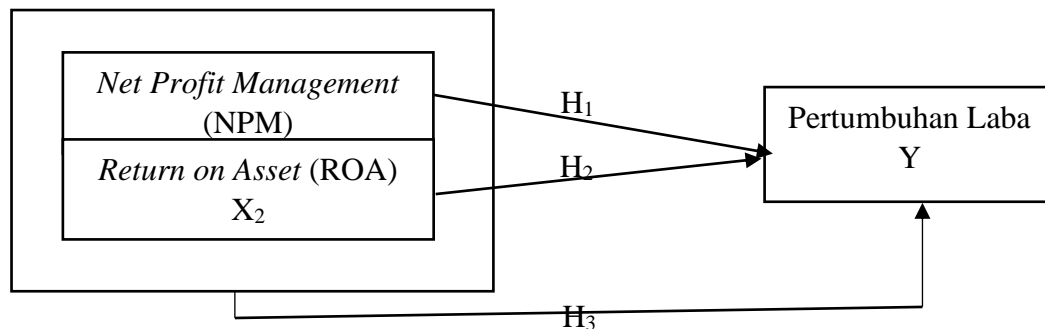 Net Profit Management
(NPM)
Return on Asset (ROA)
X₂
H₁
H₂
Pertumbuhan Laba
Y
H₃